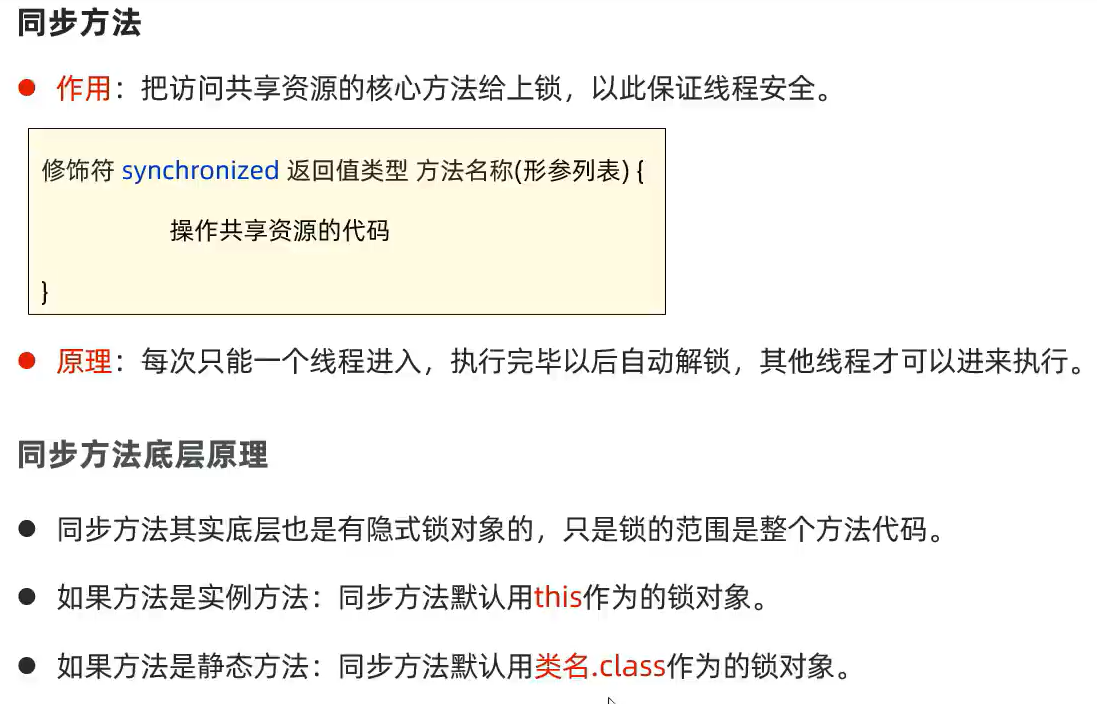 同步方法
作用：把访问共享资源的核心方法给上锁，以此保证线程安全。
修饰符 synchronized 返回值类型 方法名称(形参列表) {
操作共享资源的代码
}
原理：每次只能一个线程进入，执行完毕以后自动解锁，其他线程才可以进来执行。
同步方法底层原理
同步方法其实底层也是有隐式锁对象的，只是锁的范围是整个方法代码。
如果方法是实例方法：同步方法默认用this作为的锁对象。
如果方法是静态方法：同步方法默认用类名.class作为的锁对象。